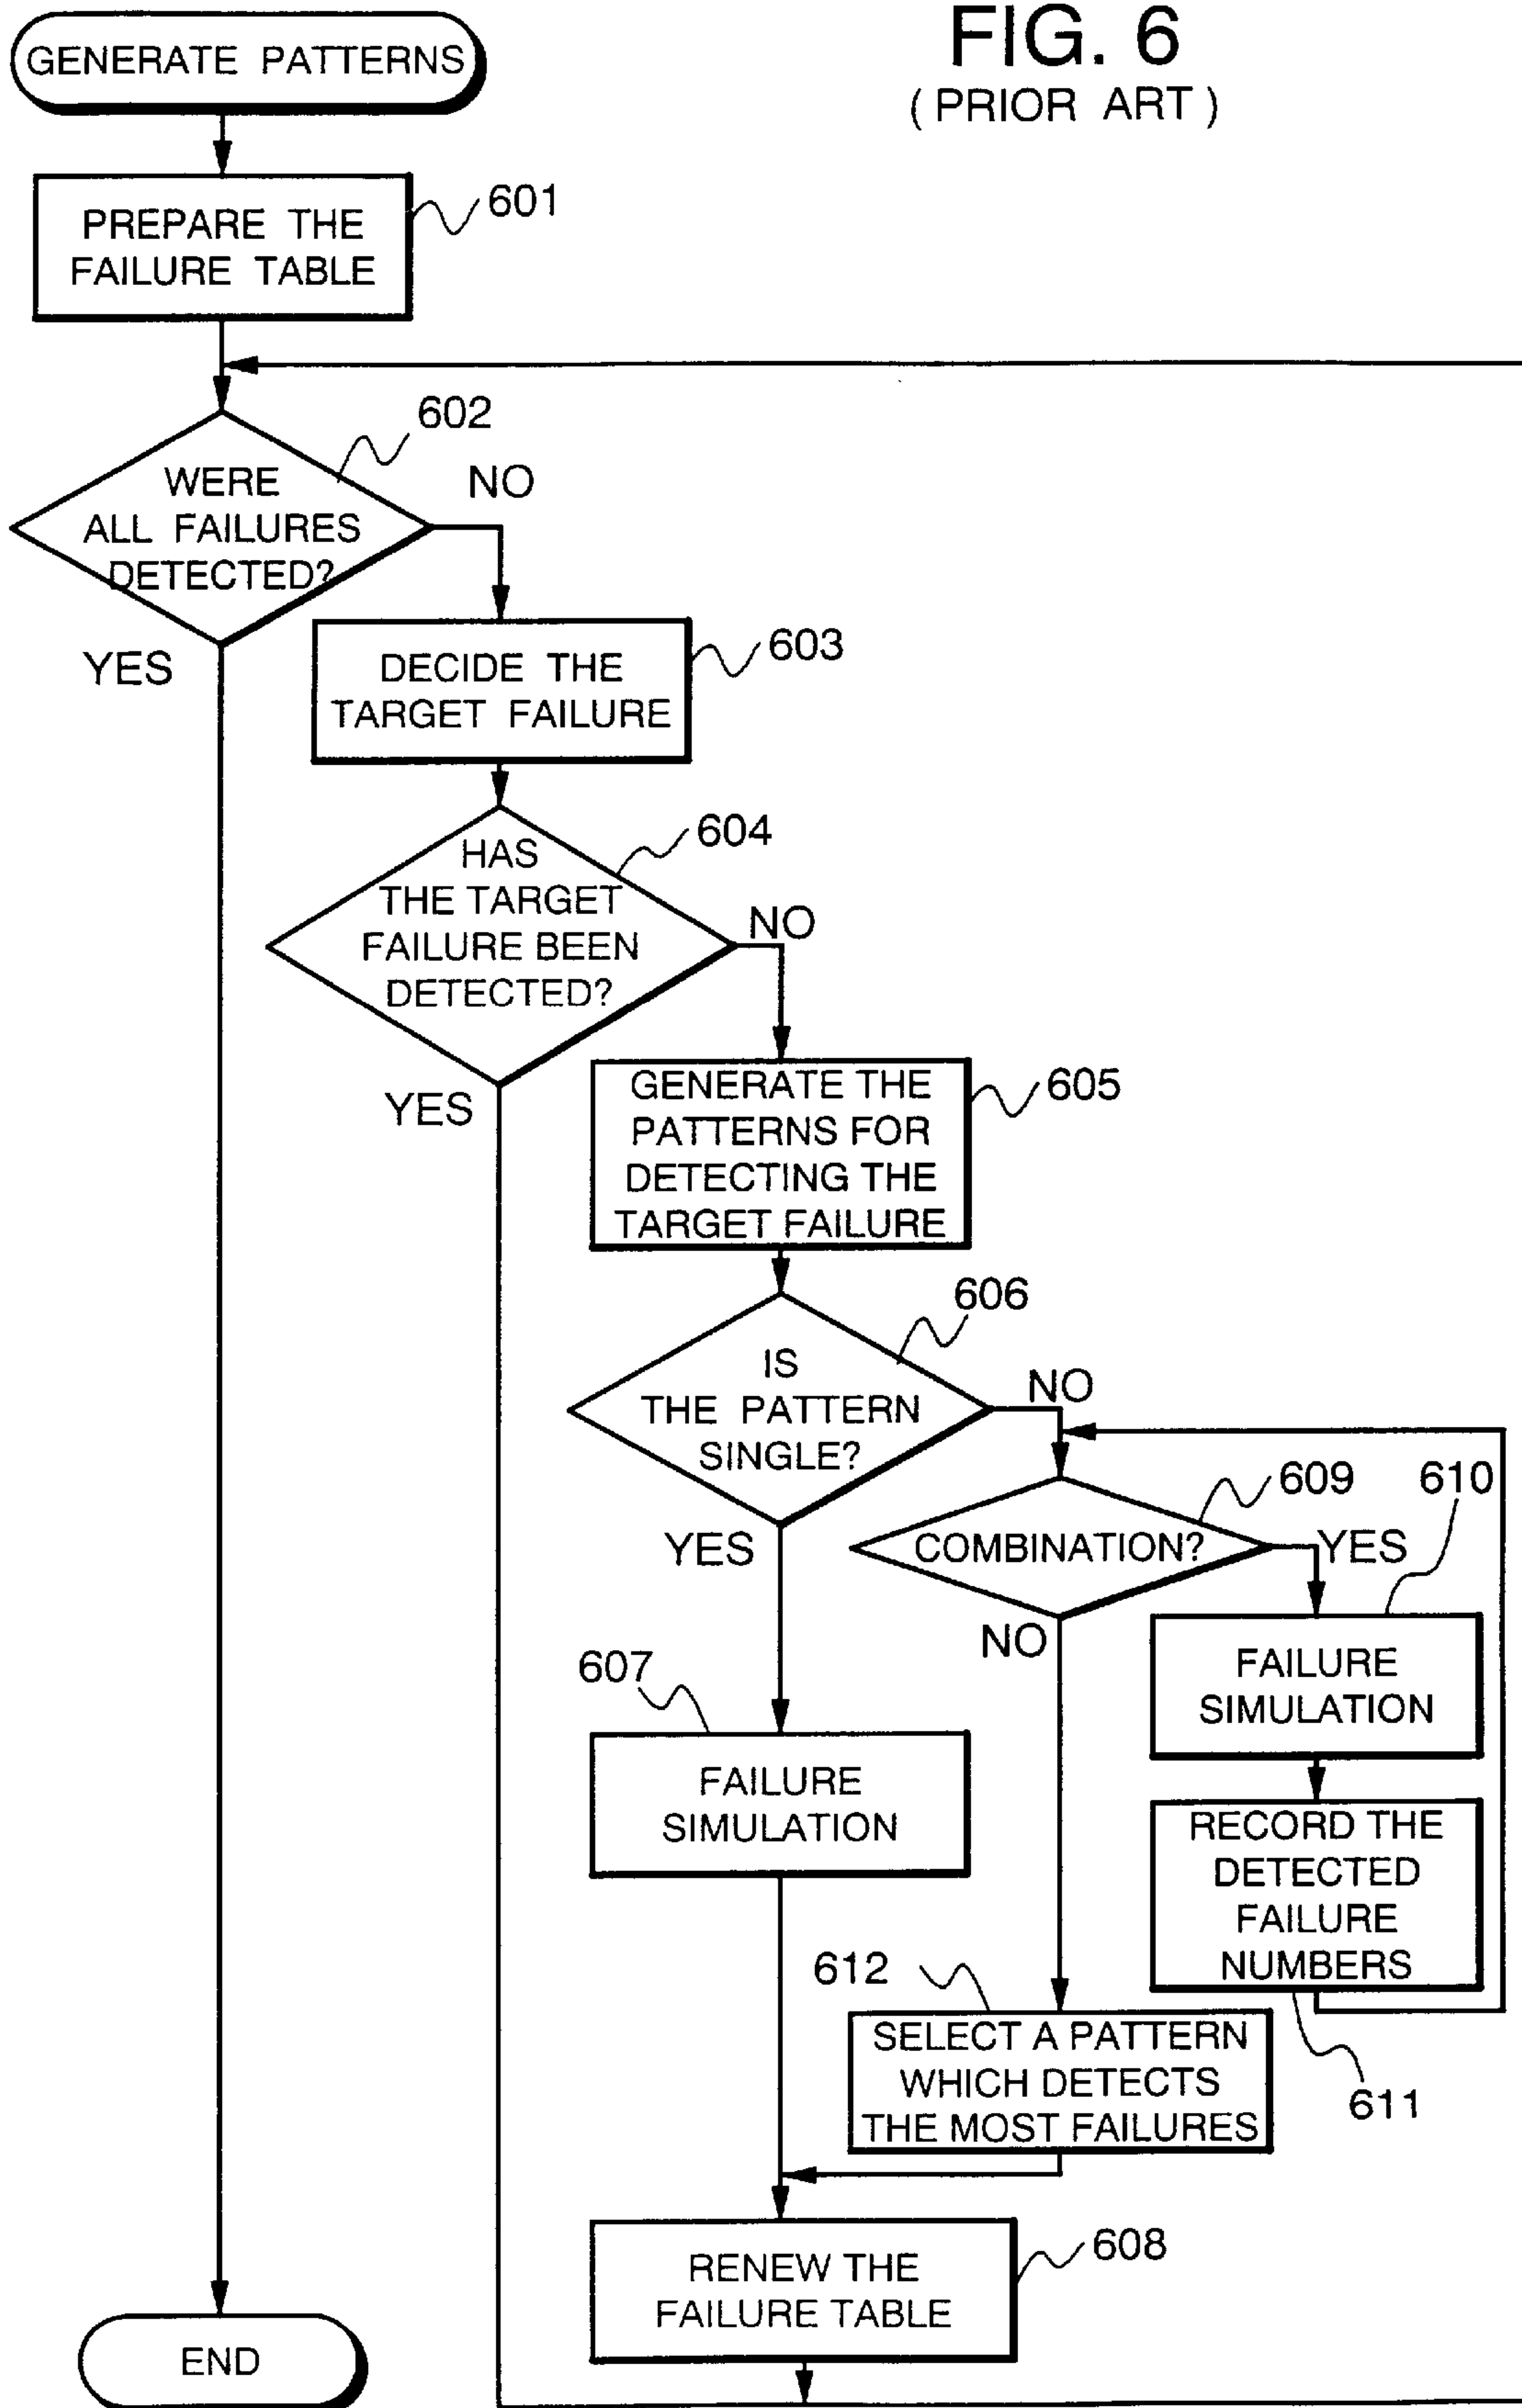 FIG. 6
( PRIOR ART )
GENERATE PATTERNS
PREPARE THE
FAILURE TABLE
601
602
WERE
ALL FAILURES
DETECTED?
NO
YES
DECIDE THE
TARGET FAILURE
603
604
HAS
THE TARGET
FAILURE BEEN
DETECTED?
NO
YES
GENERATE THE
PATTERNS FOR
DETECTING THE
TARGET FAILURE
605
606
IS
THE PATTERN
SINGLE?
NO
YES
609
COMBINATION?
YES
NO
610
FAILURE
SIMULATION
607
FAILURE
SIMULATION
RECORD THE
DETECTED
FAILURE
NUMBERS
611
612
SELECT A PATTERN
WHICH DETECTS
THE MOST FAILURES
RENEW THE
FAILURE TABLE
608
END